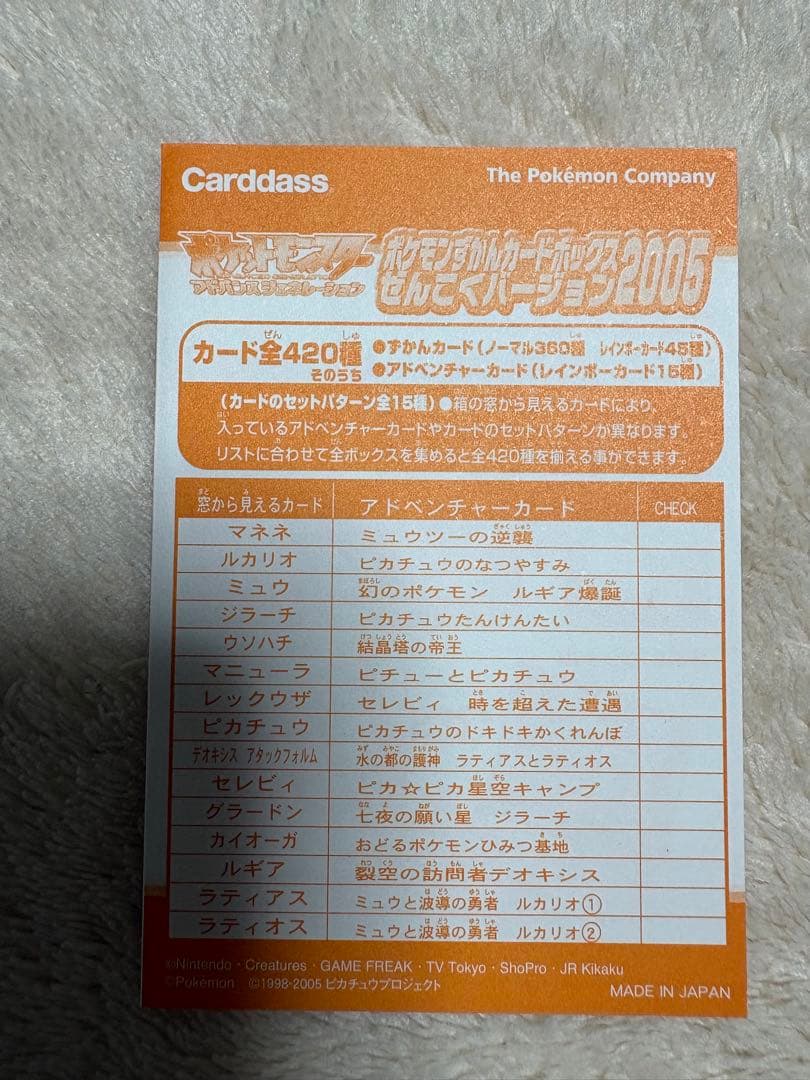 Carddass
The Pokémon Company
ポケットモンスター
アドバンスジェネレーション
ポケモンずかんカードボックス
ぜんこくバージョン2005
カード全420種
そのうち
●ずかんカード(ノーマル360種 レインボーカード45種)
●アドベンチャーカード(レインボーカード15種)
(カードのセットパターン全15種)●箱の窓から見えるカードにより、
入っているアドベンチャーカードやカードのセットパターンが異なります。
リストに合わせて全ボックスを集めると全420種を揃える事ができます。
窓から見えるカード アドベンチャーカード CHECK
マネネ ミュウツーの逆襲
ルカリオ ピカチュウのなつやすみ
ミュウ 幻のポケモン ルギア爆誕
ジラーチ ピカチュウたんけんたい
ウソハチ 結晶塔の帝王
マニューラ ピチューとピカチュウ
レックウザ セレビィ 時を超えた遭遇
ピカチュウ ピカチュウのドキドキかくれんぼ
デオキシス アタックフォルム 水の都の護神 ラティアスとラティオス
セレビィ ピカ☆ピカ星空キャンプ
グラードン 七夜の願い星 ジラーチ
カイオーガ おどるポケモンひみつ基地
ルギア 裂空の訪問者デオキシス
ラティアス ミュウと波導の勇者 ルカリオ①
ラティオス ミュウと波導の勇者 ルカリオ②
©Nintendo・Creatures・GAME FREAK・TV Tokyo・ShoPro・JR Kikaku
©Pokémon ©1998-2005 ピカチュウプロジェクト
MADE IN JAPAN